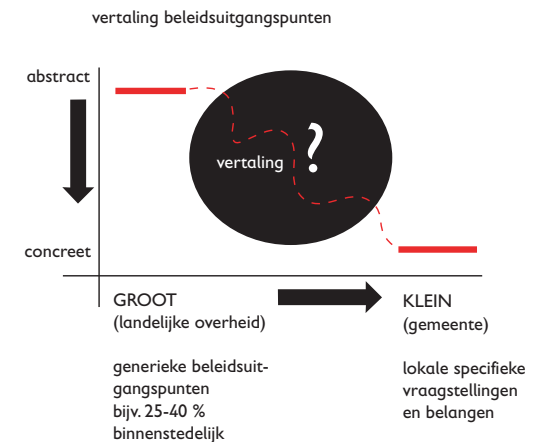 vertaling beleidsuitgangspunten
abstract
vertaling
?
concreet
GROOT
(landelijke overheid)
generieke beleidsuit-
gangspunten
bijv. 25-40 %
binnenstedelijk
KLEIN
(gemeente)
lokale specifieke
vraagstellingen
en belangen